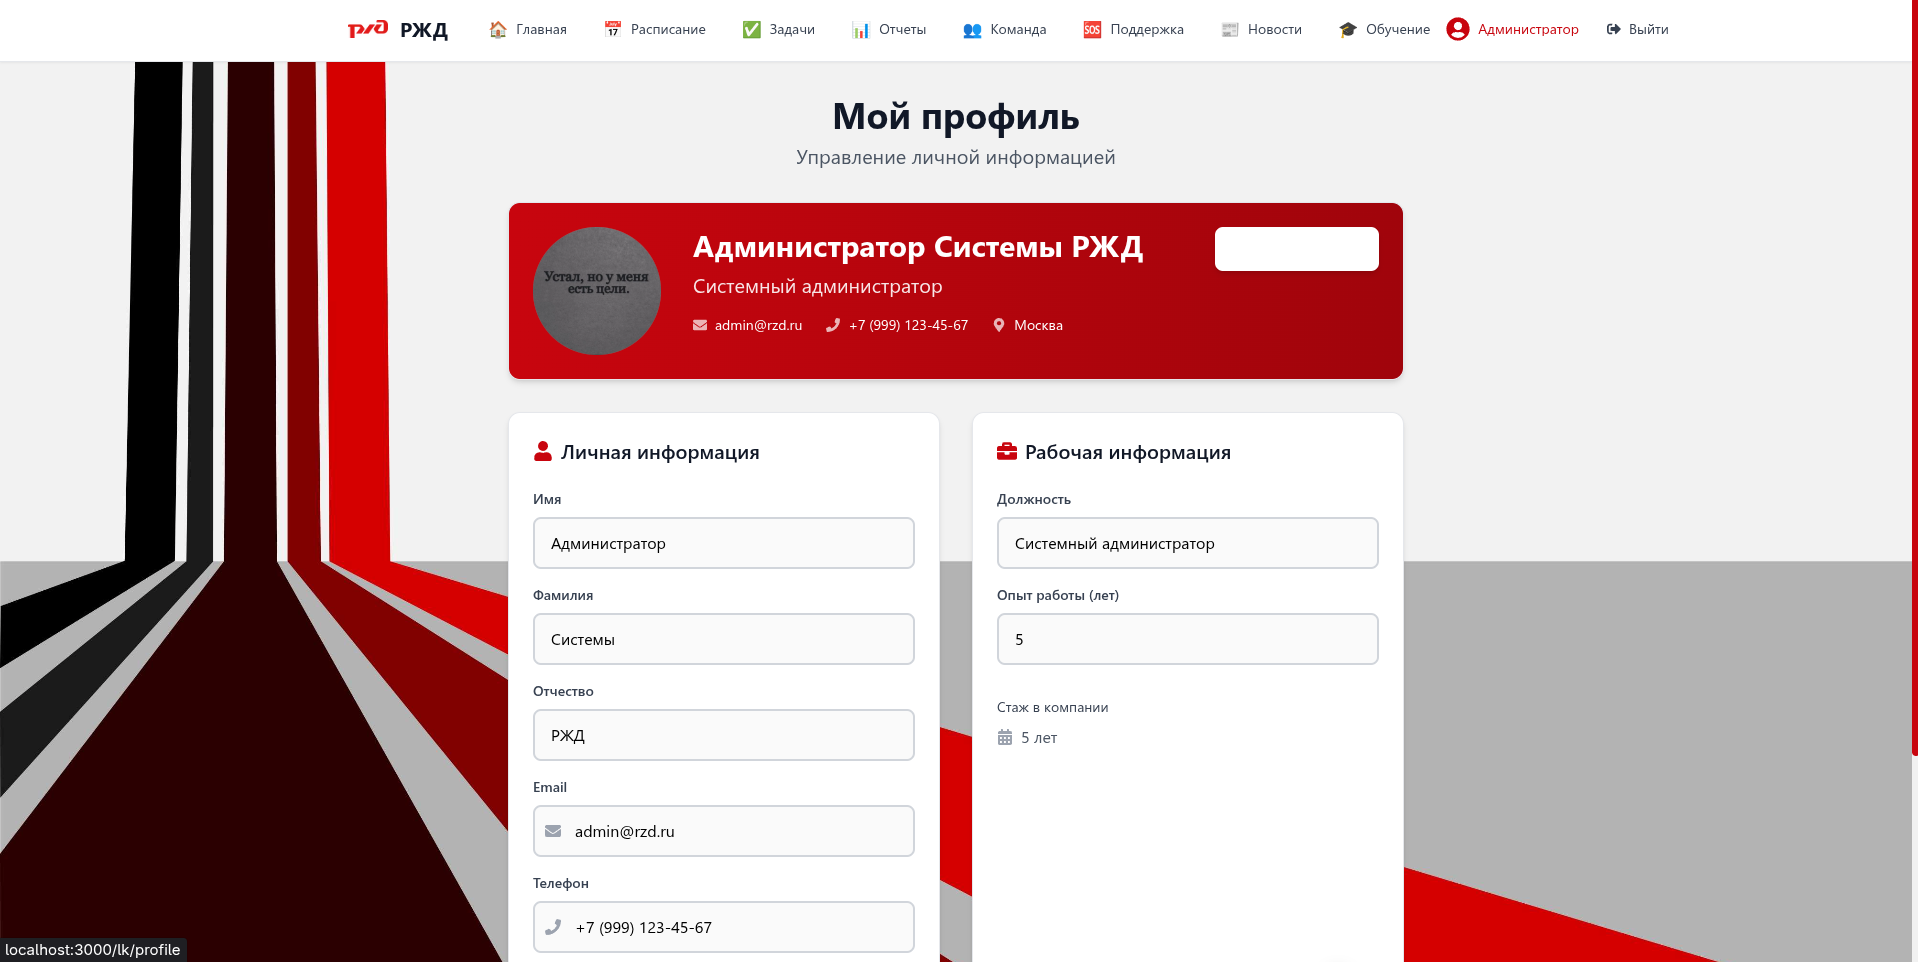 ржд РЖД Главная Расписание Задачи Отчеты Команда SOS Поддержка Новости Обучение Администратор Выйти
Мой профиль
Управление личной информацией
Устал, но у меня
есть цели.
Администратор Системы РЖД
Системный администратор
admin@rzd.ru +7 (999) 123-45-67 Москва
Личная информация
Имя
Администратор
Фамилия
Системы
Отчество
РЖД
Email
admin@rzd.ru
Телефон
+7 (999) 123-45-67
Рабочая информация
Должность
Системный администратор
Опыт работы (лет)
5
Стаж в компании
5 лет
localhost:3000/lk/profile